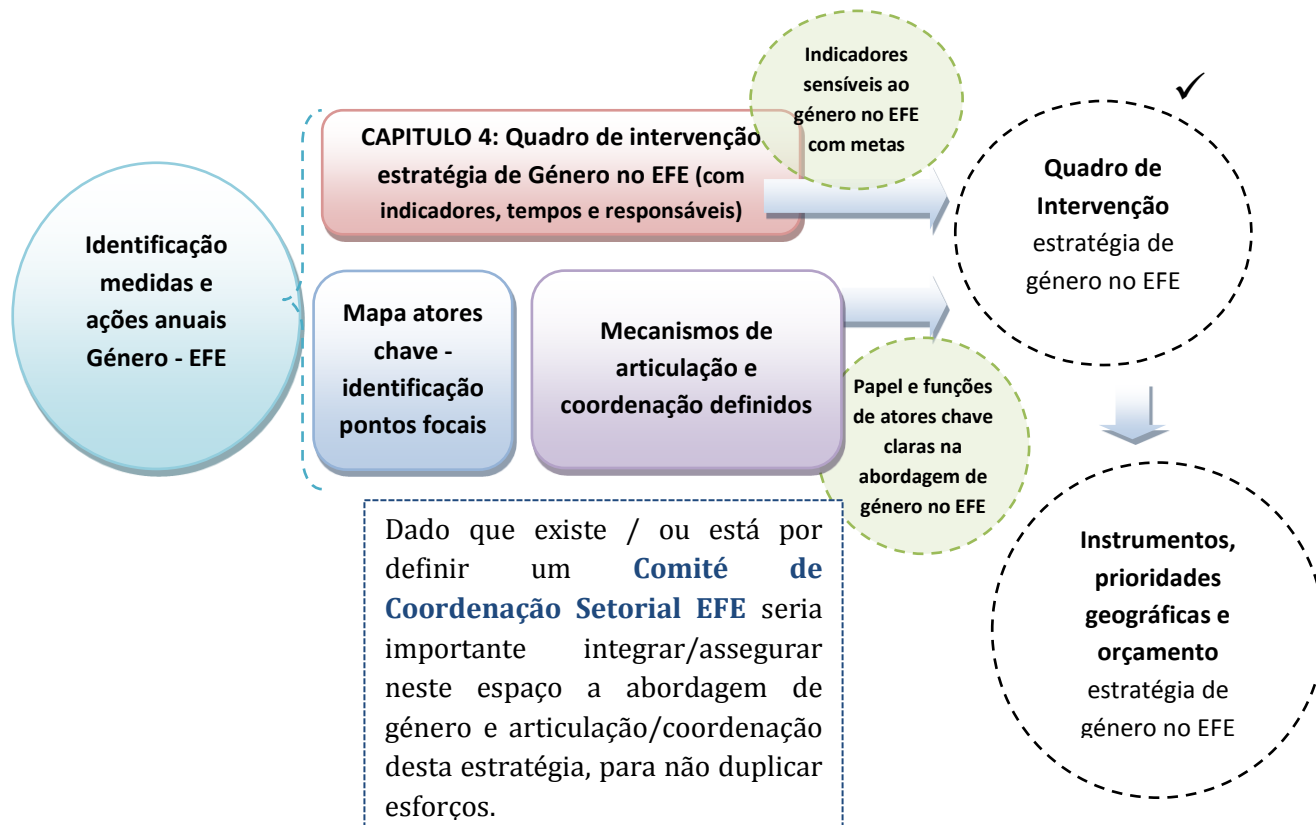 Identificação
medidas e
ações anuais
Género - EFE
CAPITULO 4: Quadro de intervenção
estratégia de Género no EFE (com
indicadores, tempos e responsáveis)
Indicadores
sensíveis ao
género no EFE
com metas
✓
Quadro de
Intervenção
estratégia de
género no EFE
Mapa atores
chave -
identificação
pontos focais
Mecanismos de
articulação e
coordenação definidos
Papel e funções
de atores chave
claras na
abordagem de
género no EFE
Instrumentos,
prioridades
geográficas e
orçamento
estratégia de
género no EFE
Dado que existe / ou está por
definir um Comité de
Coordenação Setorial EFE seria
importante integrar/assegurar
neste espaço a abordagem de
género e articulação/coordenação
desta estratégia, para não duplicar
esforços.